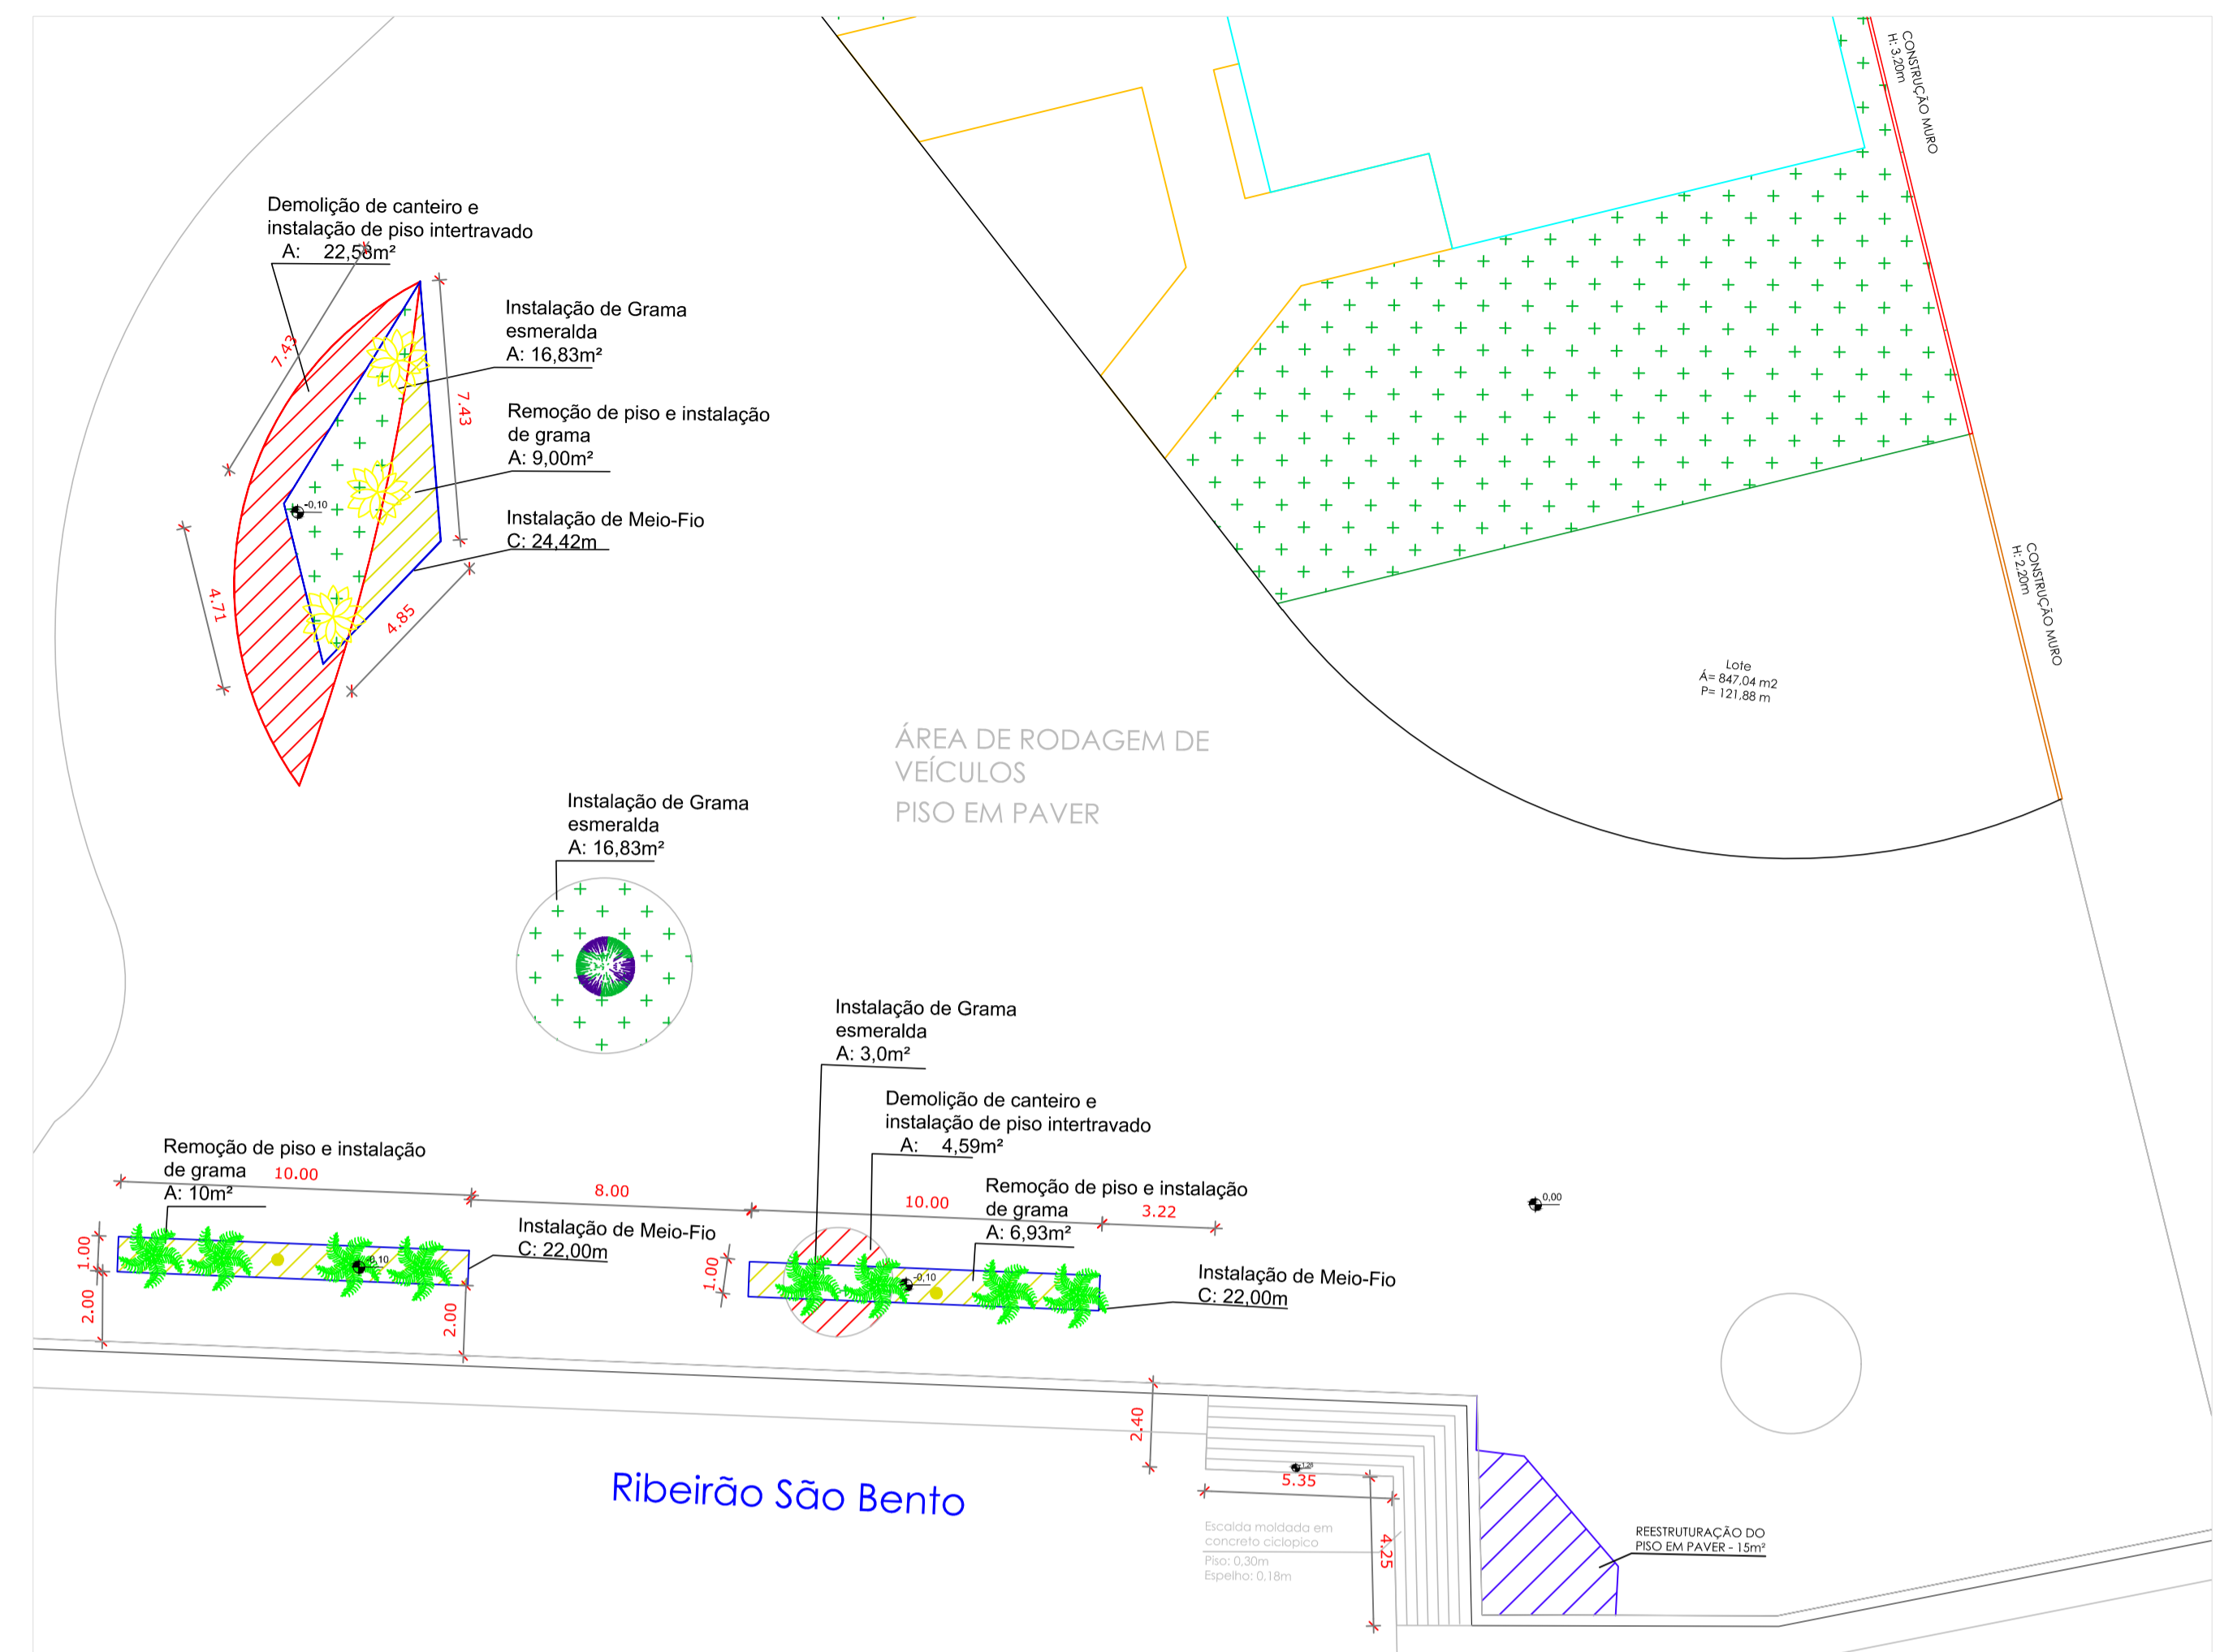 CONSTRUÇÃO MURO
H: 3,20m
Demolição de canteiro e
instalação de piso intertravado
A: 22,58m²
Instalação de Grama
esmeralda
A: 16,83m²
7.43
7.43
Remoção de piso e instalação
de grama
A: 9,00m²
-0,10
Instalação de Meio-Fio
C: 24,42m
4.71
4.85
CONSTRUÇÃO MURO
H: 2,20m
Lote
Á= 847,04 m2
P= 121,88 m
ÁREA DE RODAGEM DE
VEÍCULOS
PISO EM PAVER
Instalação de Grama
esmeralda
A: 16,83m²
Instalação de Grama
esmeralda
A: 3,0m²
Demolição de canteiro e
instalação de piso intertravado
A: 4,59m²
Remoção de piso e instalação
de grama
A: 10m²
10.00
8.00
10.00
3.22
Remoção de piso e instalação
de grama
A: 6,93m²
0,00
Instalação de Meio-Fio
C: 22,00m
1.00
-0,10
2.00
2.00
1.00
-0,10
Instalação de Meio-Fio
C: 22,00m
2.40
5.35
4.25
Ribeirão São Bento
Escalda moldada em
concreto ciclopico
Piso: 0,30m
Espelho: 0,18m
REESTRUTURAÇÃO DO
PISO EM PAVER - 15m²